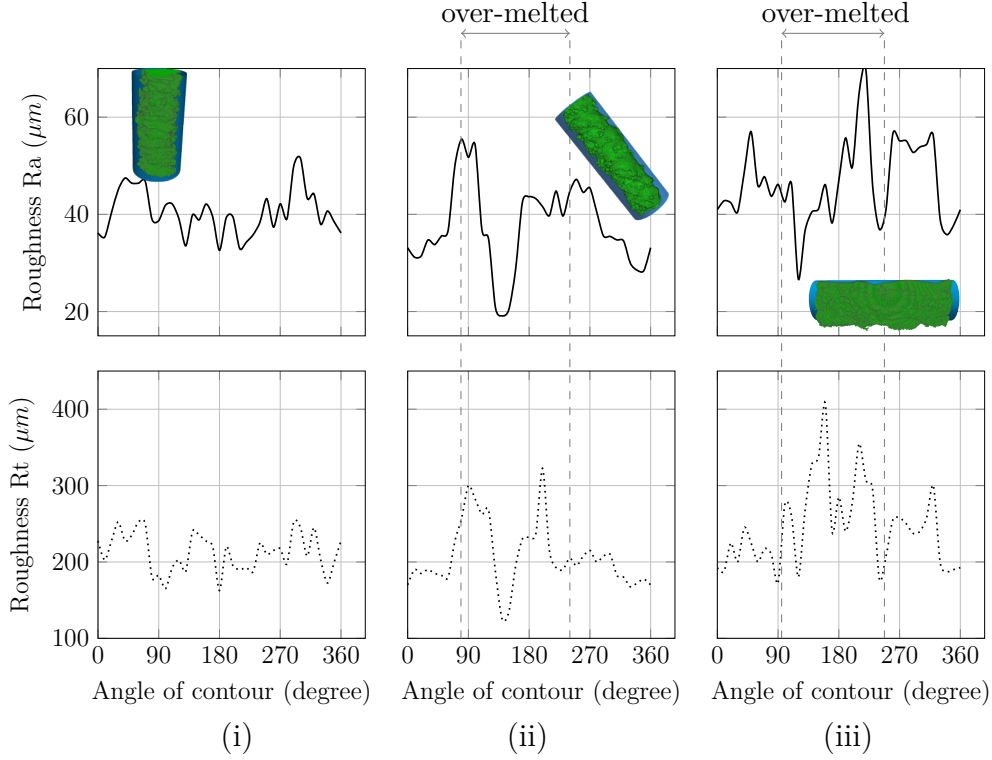 over-melted over-melted
Roughness Ra (μm)
60
40
20
Roughness Rt (μm)
400
300
200
100
0 90 180 270 360 0 90 180 270 360 0 90 180 270 360
Angle of contour (degree) Angle of contour (degree) Angle of contour (degree)
(i) (ii) (iii)